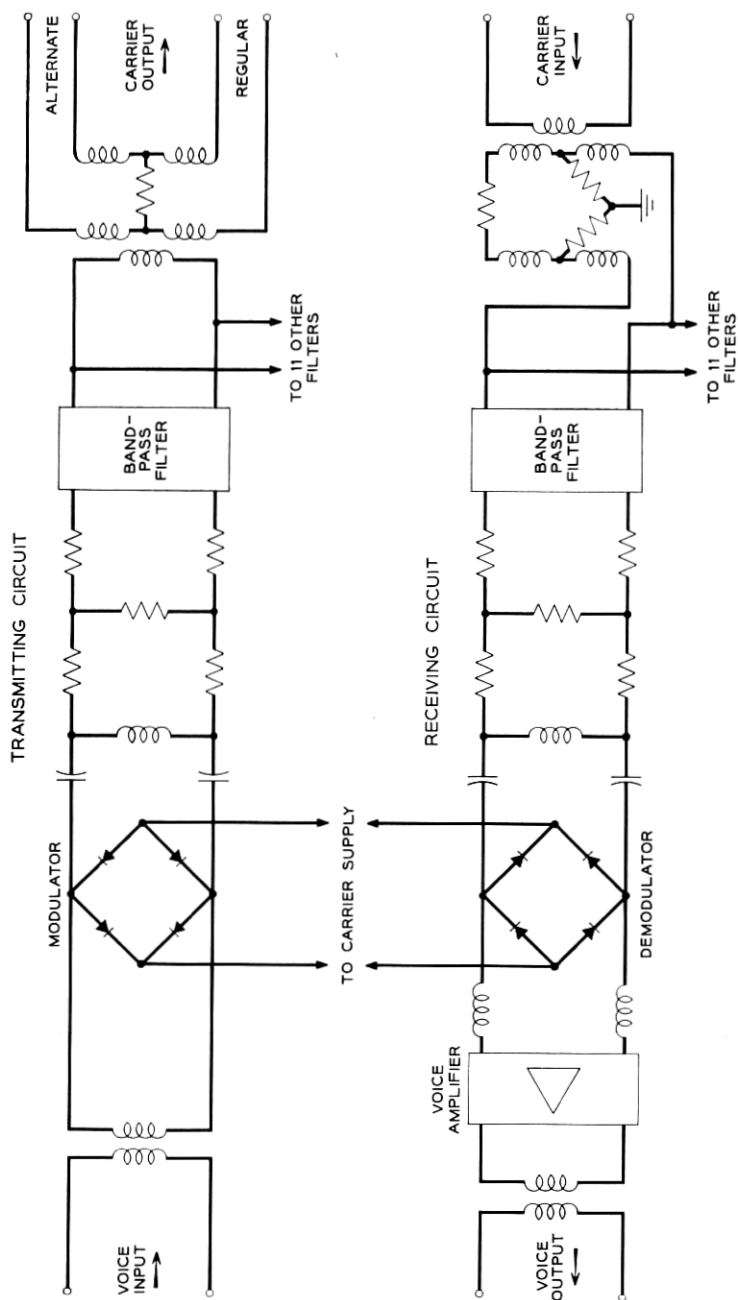 TRANSMITTING CIRCUIT
VOICE
INPUT
MODULATOR
BAND-
PASS
FILTER
TO 11 OTHER
FILTERS
ALTERNATE
CARRIER
OUTPUT
REGULAR
TO CARRIER SUPPLY
RECEIVING CIRCUIT
VOICE
OUTPUT
VOICE
AMPLIFIER
DEMODULATOR
BAND-
PASS
FILTER
TO 11 OTHER
FILTERS
CARRIER
INPUT